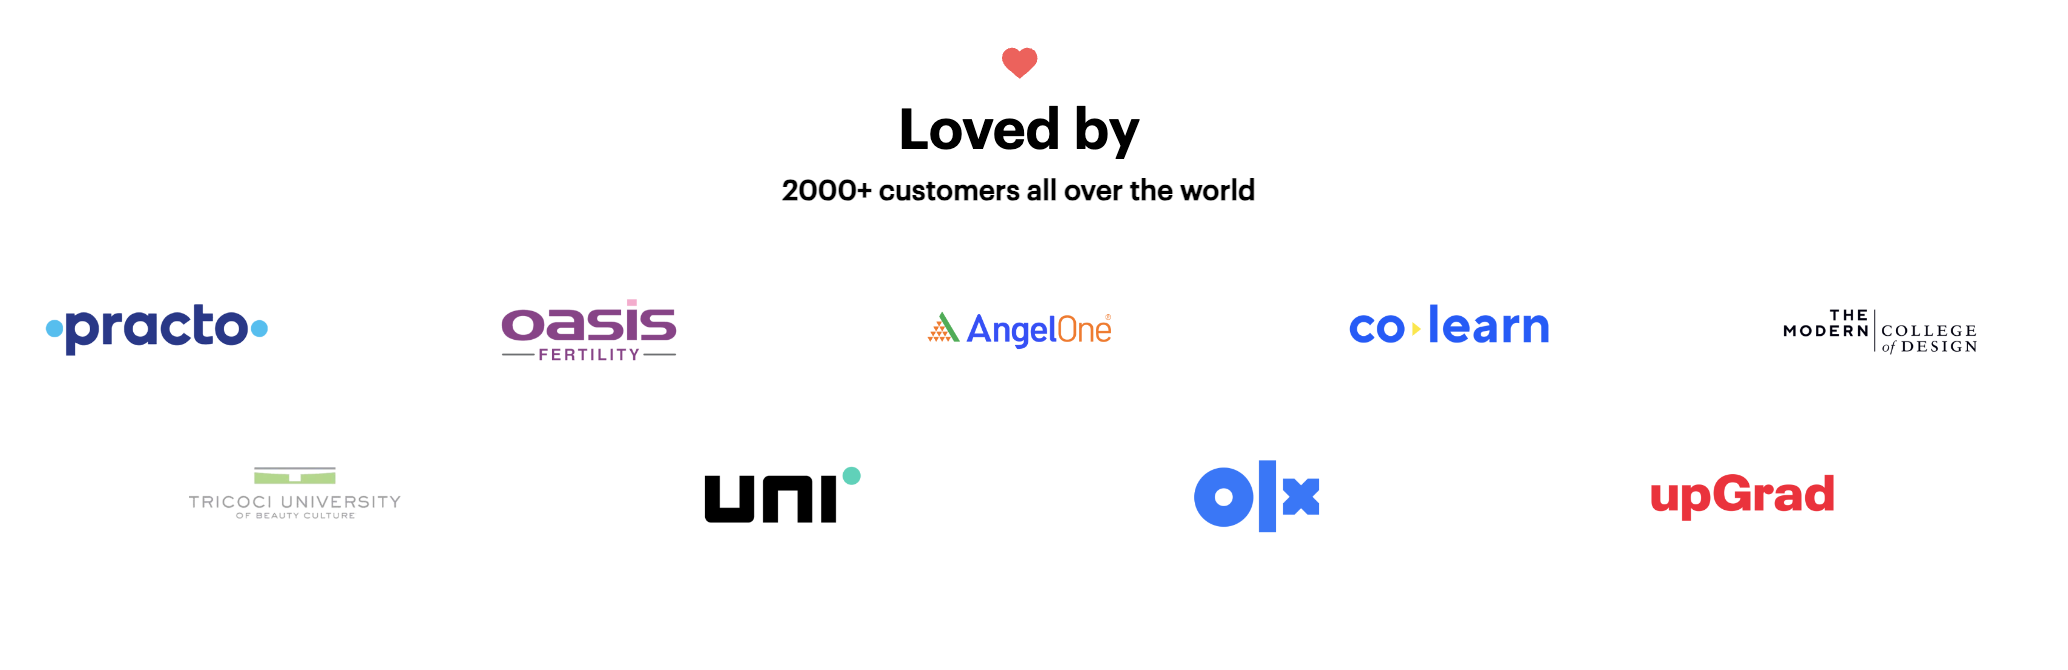 Loved by
2000+ customers all over the world
practo
oasis
FERTILITY
AngelOne®
co learn
THE
MODERN
COLLEGE
of DESIGN
TRICOCI UNIVERSITY
OF BEAUTY CULTURE
UNI
olx
upGrad